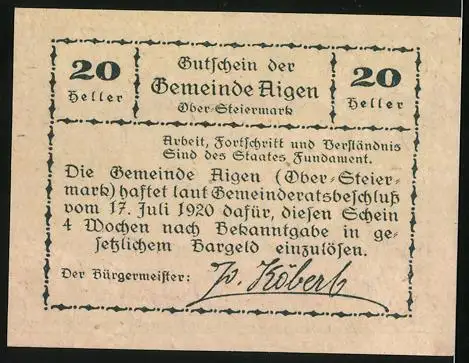 20 Heller
Gutschein der
Gemeinde Aigen
Ober-Steiermark
20 Heller
Arbeit, Fortschritt und Verständnis
Sind des Staates Fundament.
Die Gemeinde Aigen (Ober-Steier-
mark) haftet laut Gemeinderatsbeschluß
vom 17. Juli 1920 dafür, diesen Schein
4 Wochen nach Bekanntgabe in ge-
setzlichem Bargeld einzulösen.
Der Bürgermeister:
Köberl